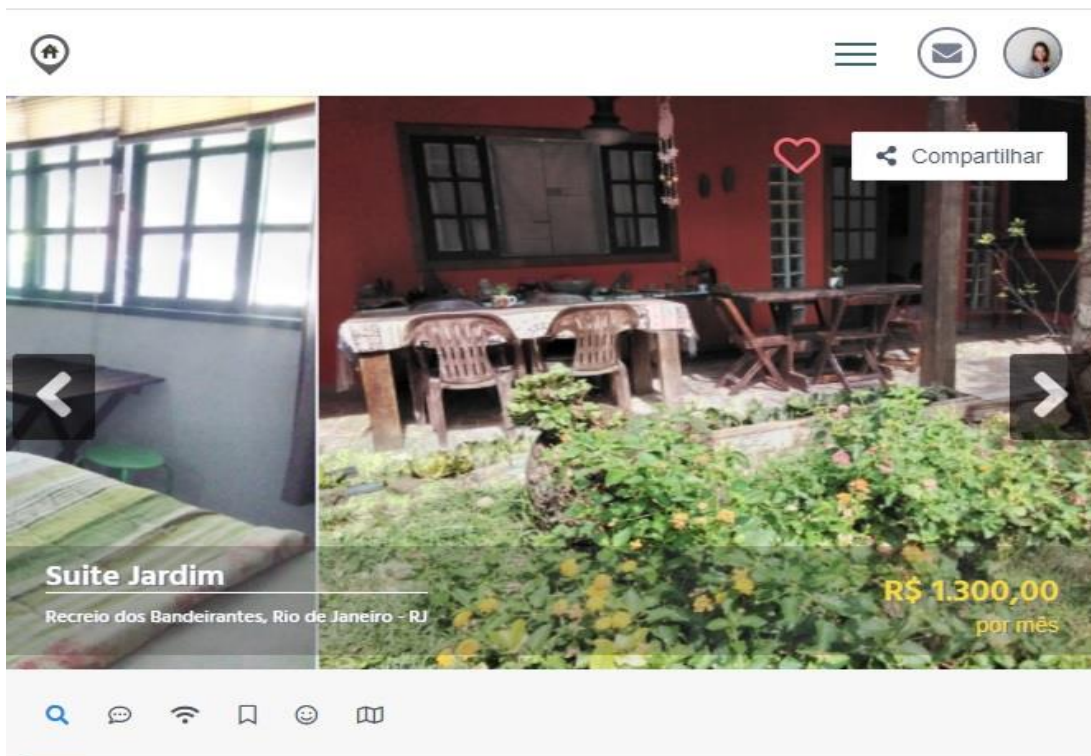 Compartilhar
Suite Jardim
Recreio dos Bandeirantes, Rio de Janeiro - RJ
R$ 1.300,00
por mês